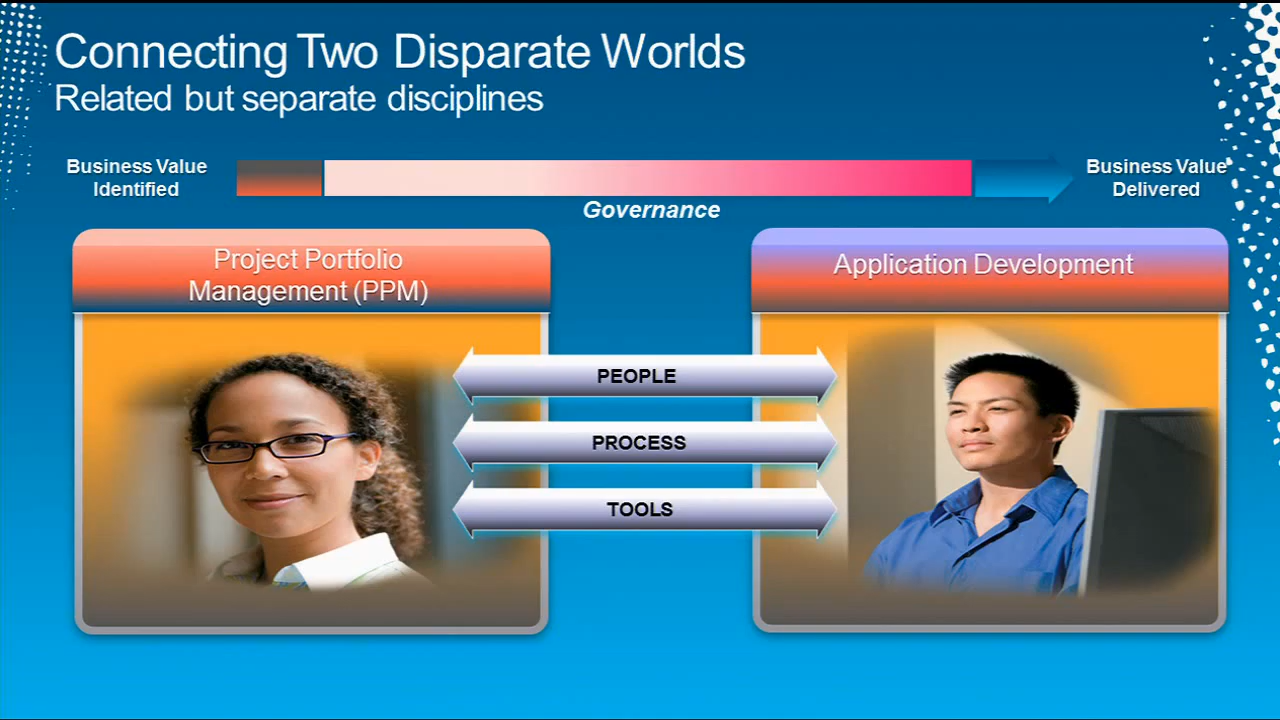 Connecting Two Disparate Worlds
Related but separate disciplines
Business Value
Identified
Business Value
Delivered
Governance
Project Portfolio
Management (PPM)
Application Development
PEOPLE
PROCESS
TOOLS